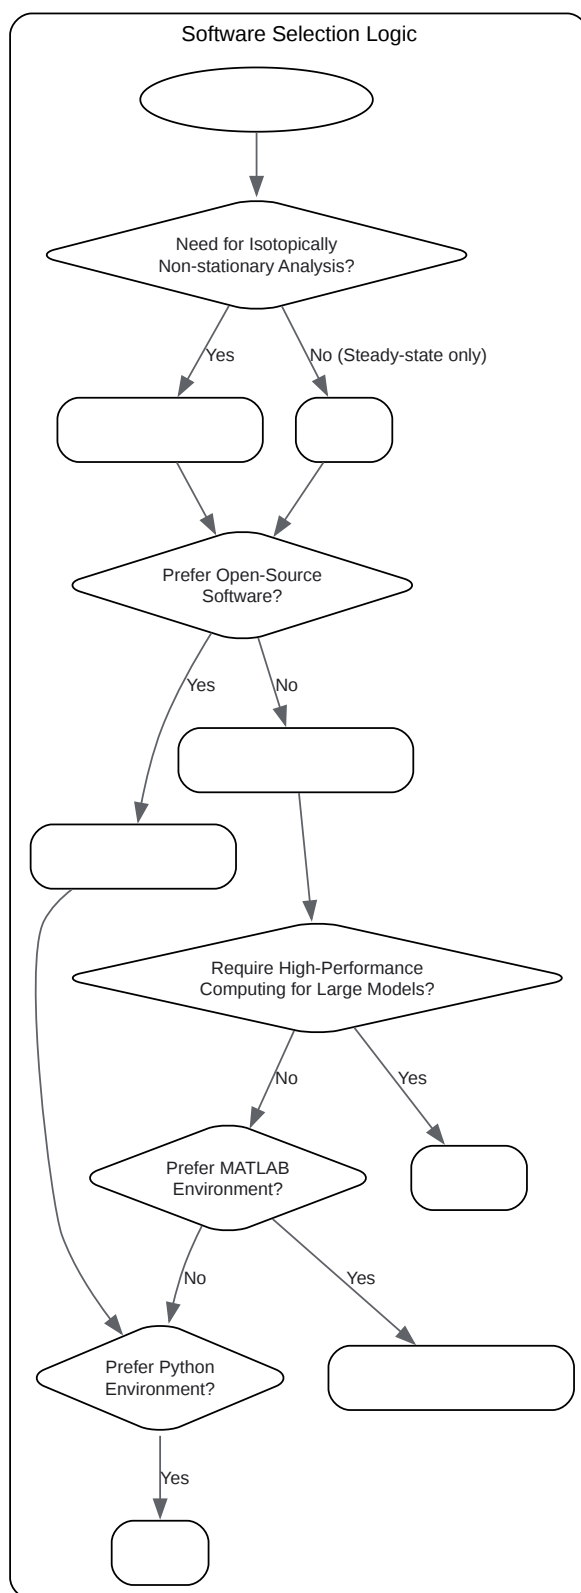 Software Selection Logic
Need for Isotopically
Non-stationary Analysis?
Yes
No (Steady-state only)
Prefer Open-Source
Software?
Yes
No
Require High-Performance
Computing for Large Models?
No
Yes
Prefer MATLAB
Environment?
No
Yes
Prefer Python
Environment?
Yes